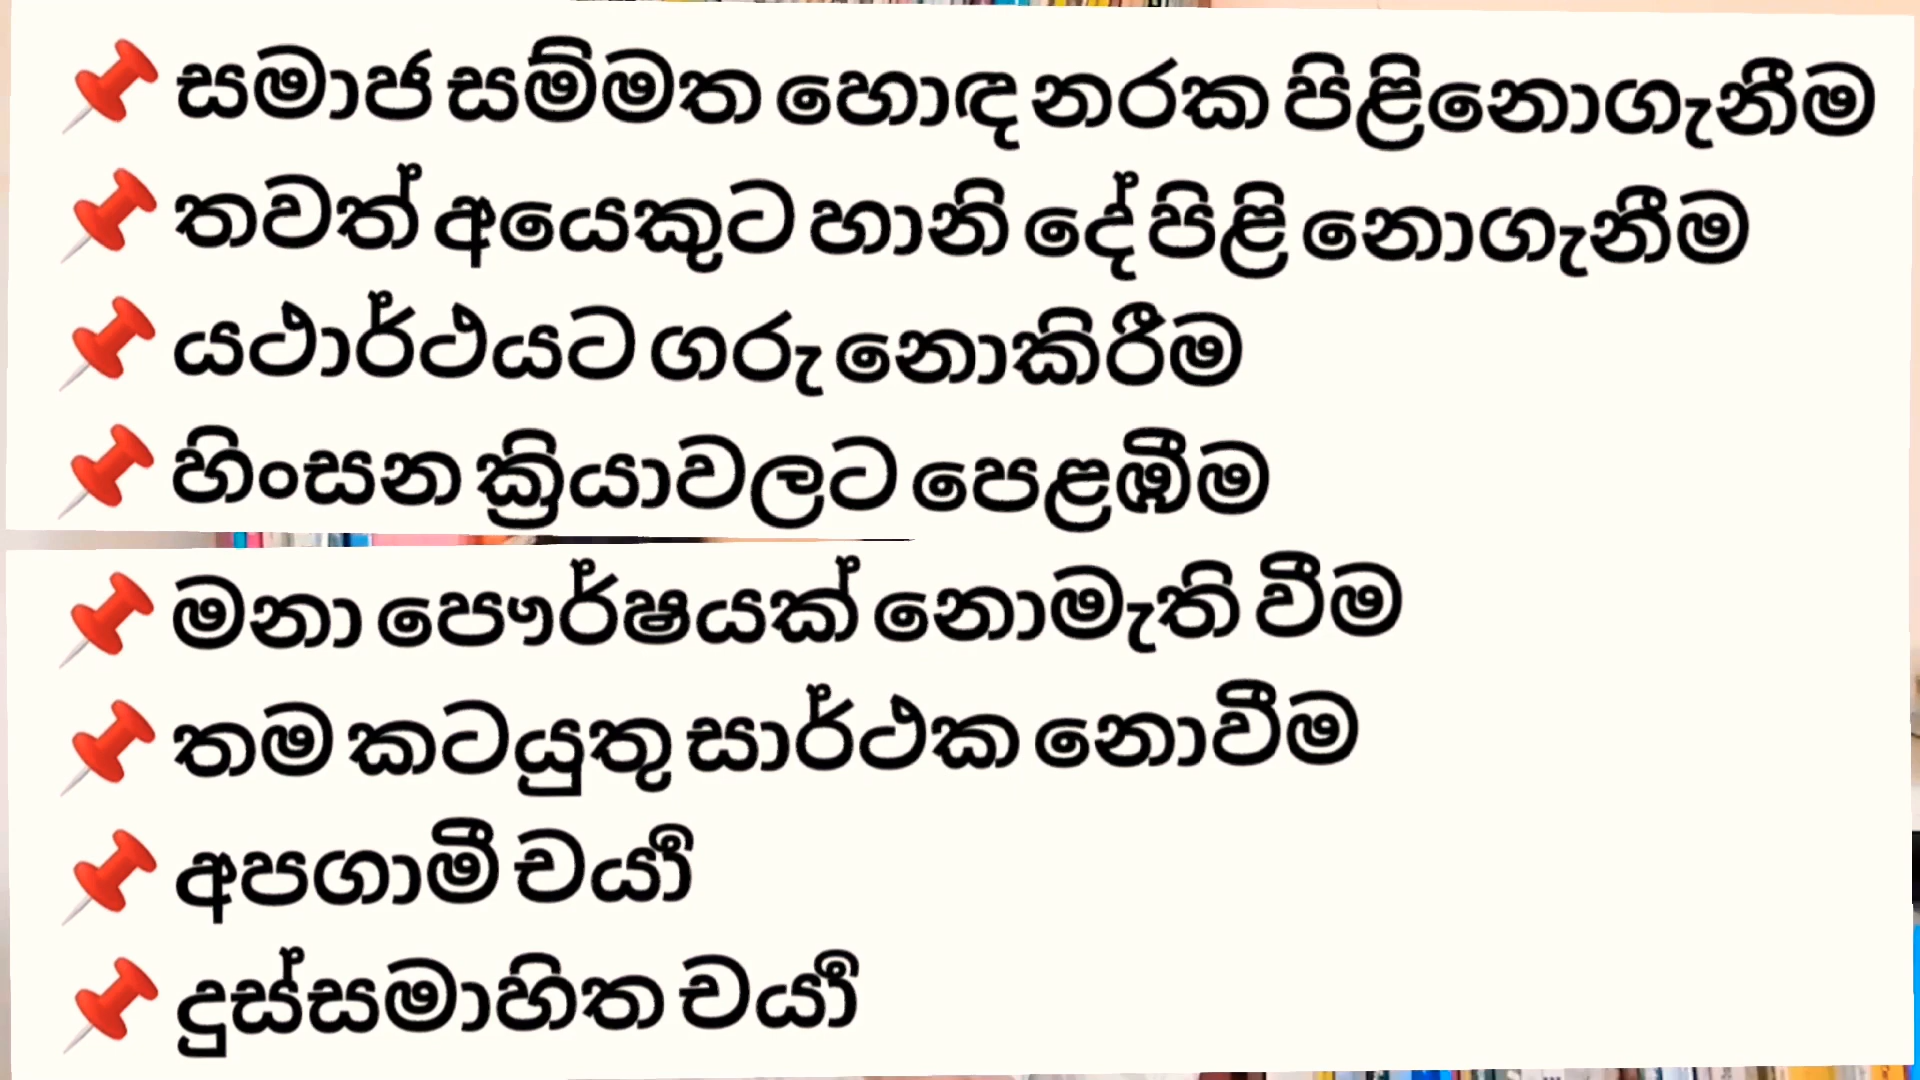 📌 සමාජ සම්මත හොඳ නරක පිළිනොගැනීම
📌 තවත් අයෙකුට හානි දේ පිළි නොගැනීම
📌 යථාර්ථයට ගරු නොකිරීම
📌 හිංසන ක්‍රියාවලට පෙළඹීම
📌 මනා පෞර්ෂයක් නොමැති වීම
📌 තම කටයුතු සාර්ථක නොවීම
📌 අපගාමී චර්යා
📌 දුස්සමාහිත චර්යා